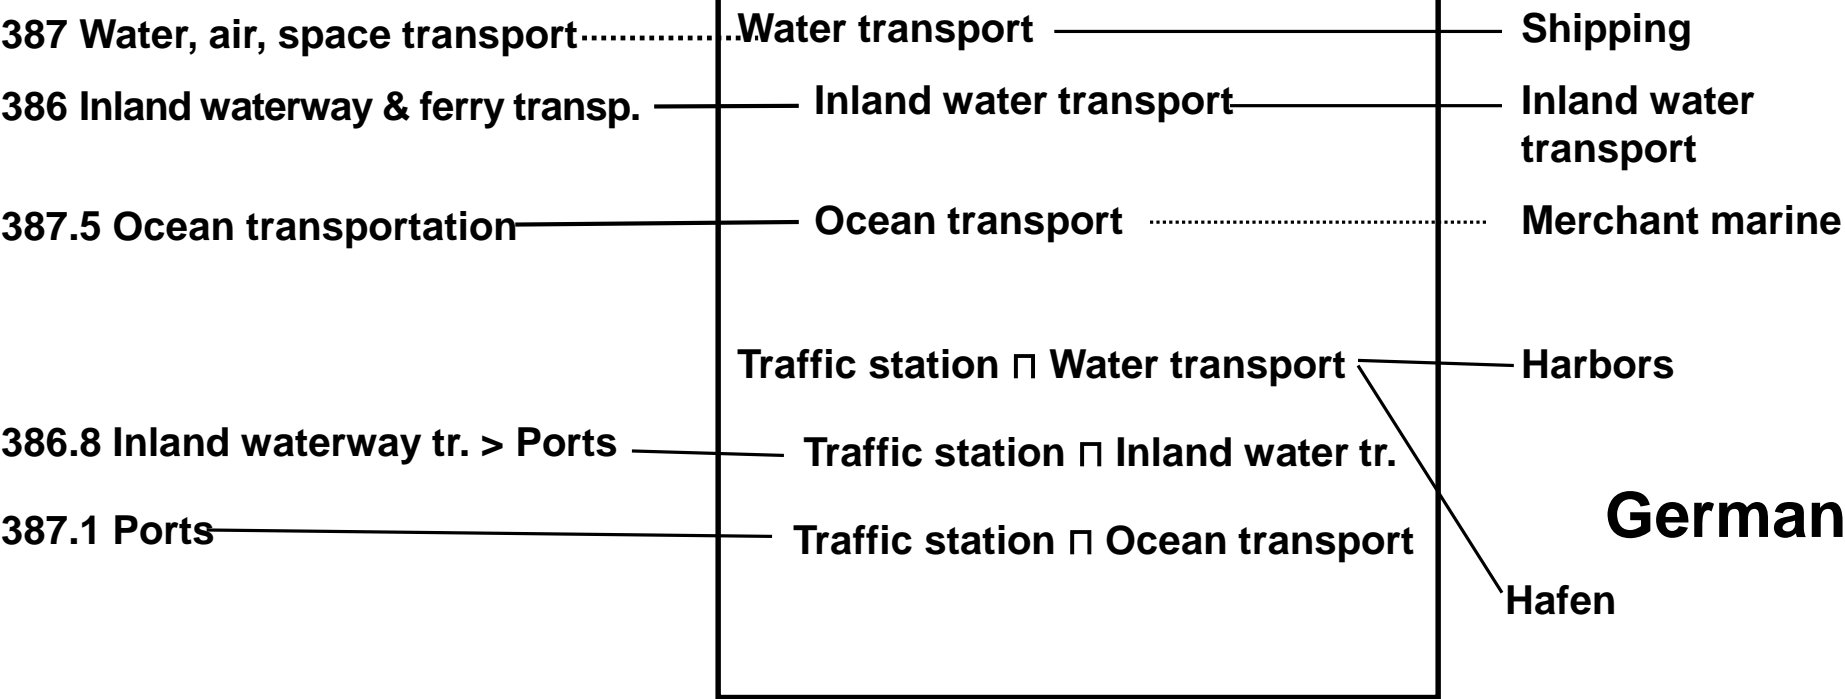 387 Water, air, space transport
Water transport
Shipping
386 Inland waterway & ferry transp.
Inland water transport
Inland water
transport
387.5 Ocean transportation
Ocean transport
Merchant marine
Traffic station ⊓ Water transport
Harbors
386.8 Inland waterway tr. > Ports
Traffic station ⊓ Inland water tr.
387.1 Ports
Traffic station ⊓ Ocean transport
German
Hafen